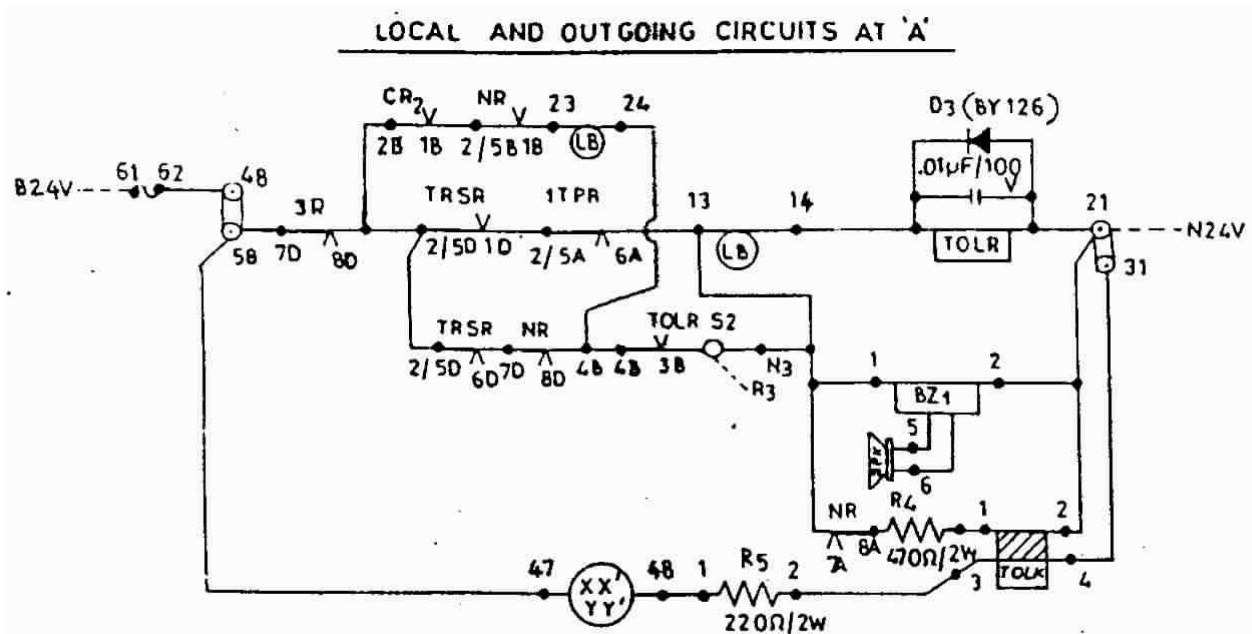 LOCAL AND OUTGOING CIRCUITS AT 'A'
CR2 NR 23 24
2B 1B 2/5B 1B LB
D3 (BY 126)
.01µF/100V
B24V 61 62 48
TRSR 1TPR 13 14 21
3R
58 7D 8D 2/5D 1D 2/5A 6A LB TOLR N24V
31
TRSR NR TOLR S2
2/5D 6D 7D 8D 4B 4B 3B N3
R3
1 2
BZ1
5
6
NR R4 1 2
7A 8A 470Ω/2W
47 XX' 48 1 R5 2 3 TOLK 4
YY'
220Ω/2W